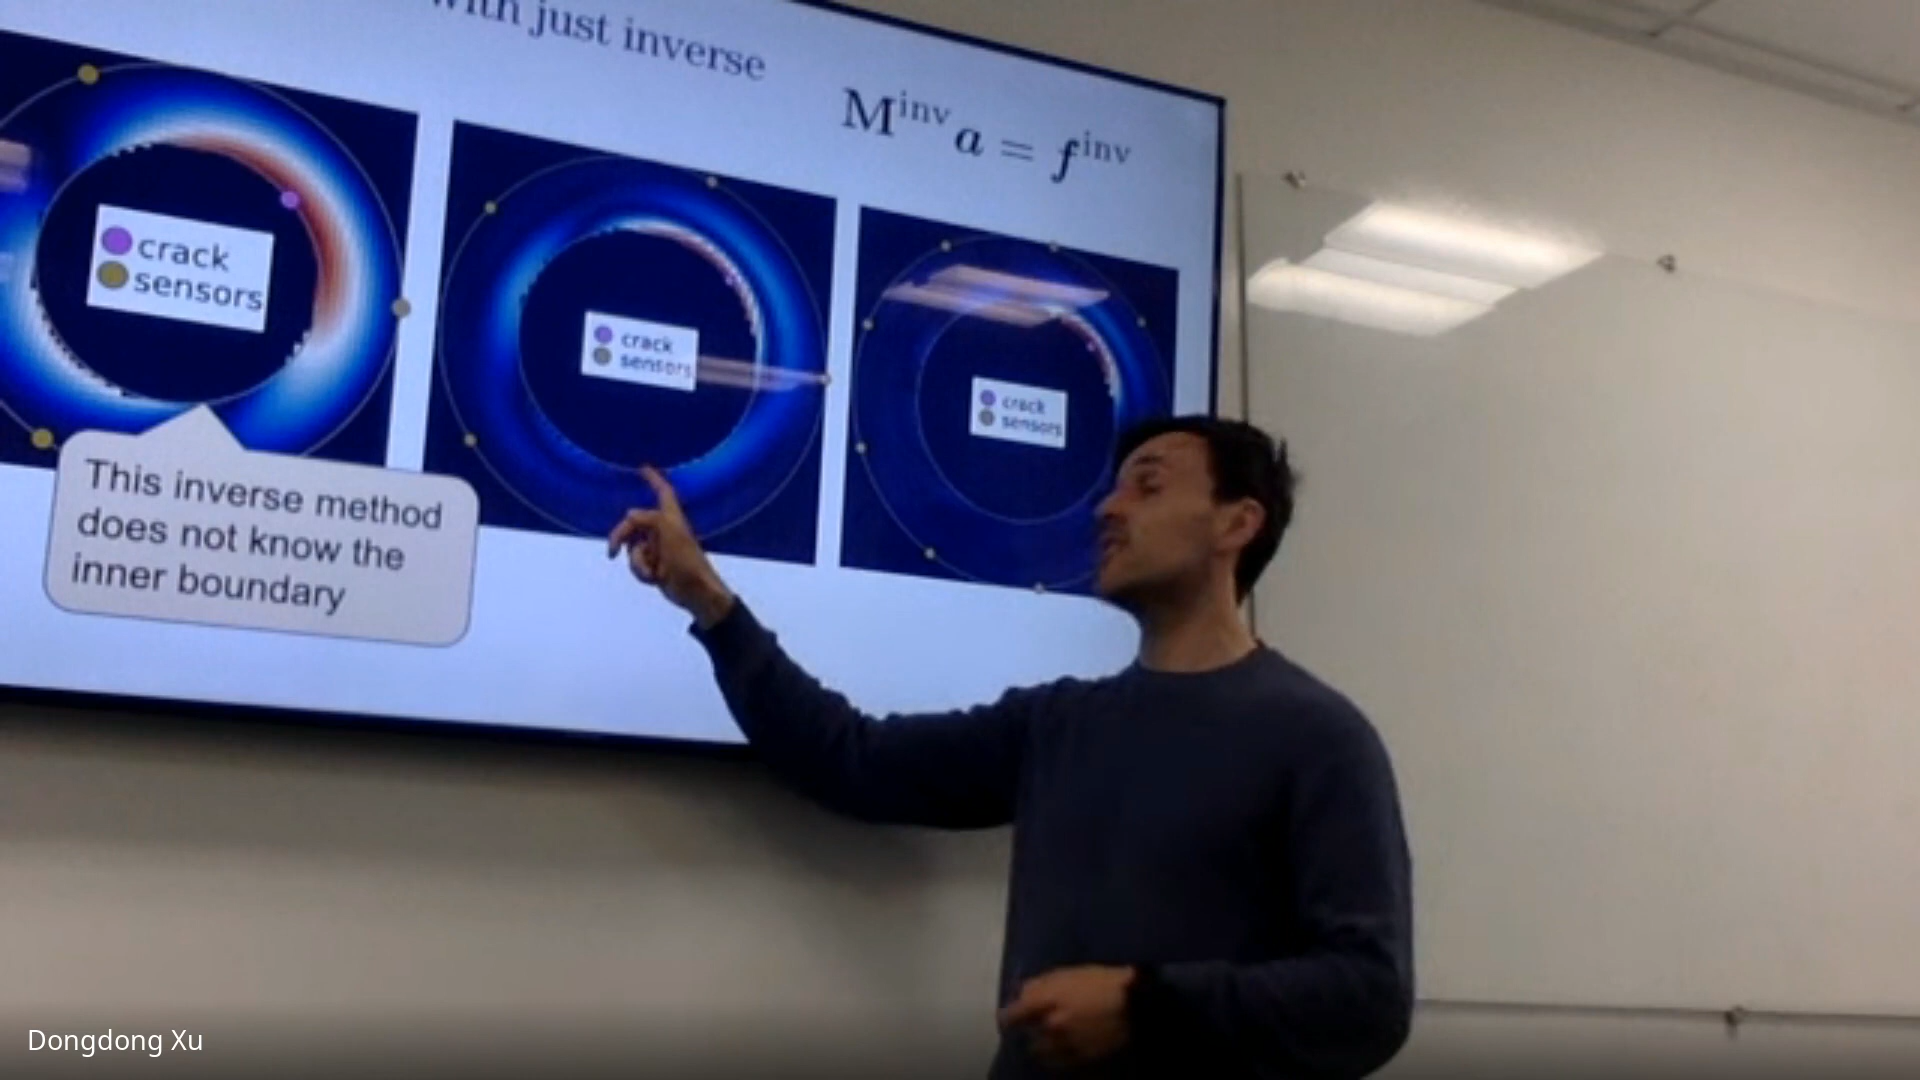 with just inverse
M^inv a = f^inv
crack
sensors
crack
sensors
crack
sensors
This inverse method
does not know the
inner boundary
Dongdong Xu